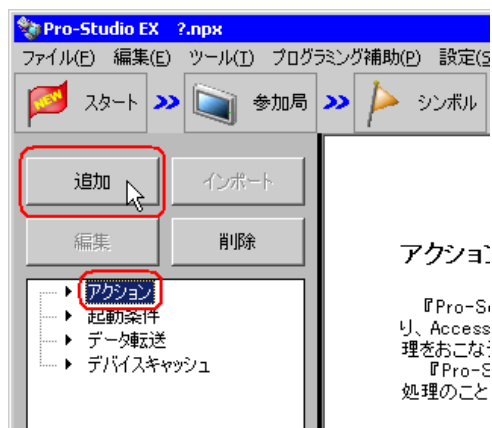 Pro-Studio EX ?.npx
ファイル(F) 編集(E) ツール(T) プログラミング補助(P) 設定(S
NEW スタート >> 参加局 >> シンボル
追加 インポート
編集 削除
アクション
起動条件
データ転送
デバイスキャッシュ
アクション
『Pro-Se
り、Access
理をおこな
『Pro-S
処理のこと